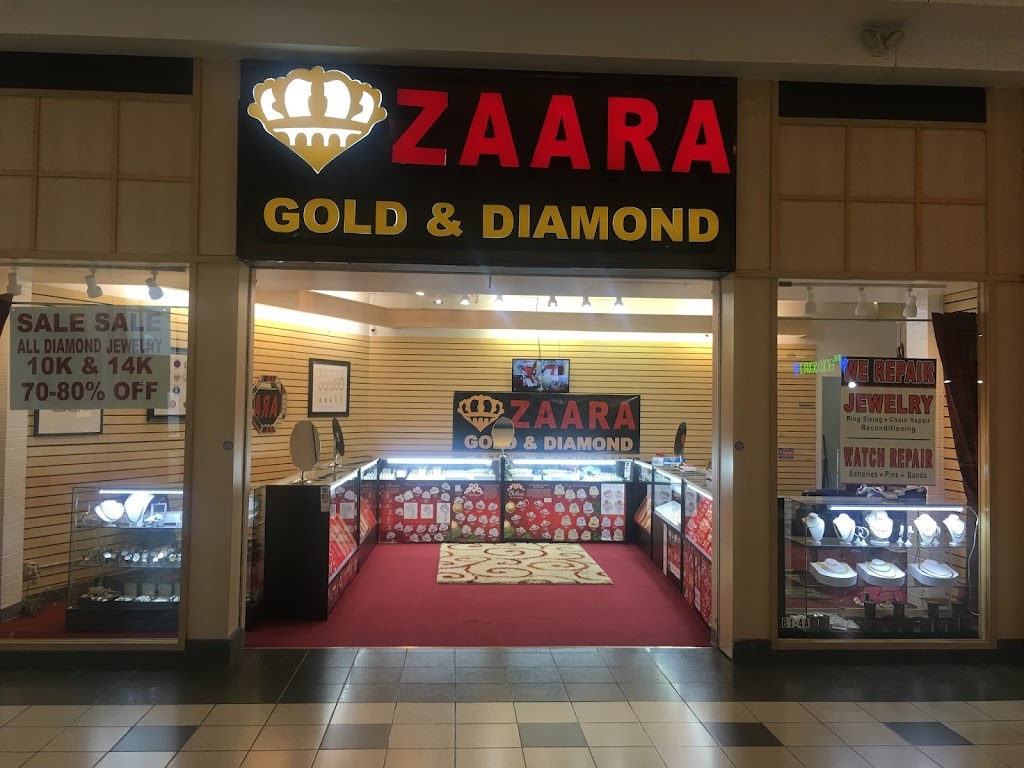 ZAARA
GOLD & DIAMOND
SALE SALE
ALL DIAMOND JEWELRY
10K & 14K
70-80% OFF
ZAARA
GOLD & DIAMOND
WE REPAIR
JEWELRY
Ring Sizing • Chain Repair
Reconditioning
WATCH REPAIR
Batteries • Pins • Bands